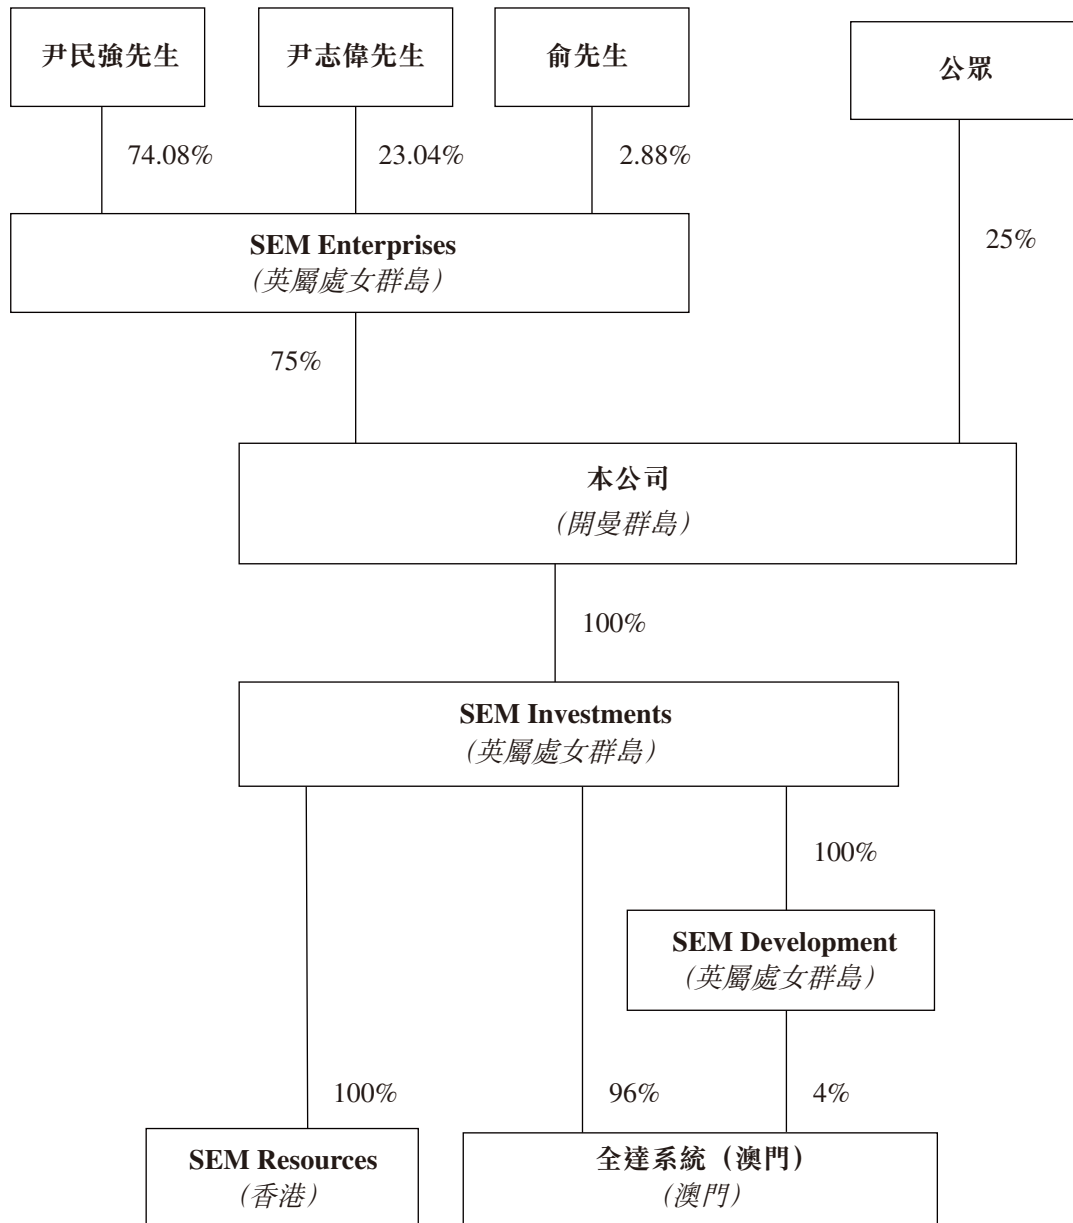 尹民強先生
尹志偉先生
俞先生
公眾
74.08%
23.04%
2.88%
25%
SEM Enterprises
（英屬處女群島）
75%
本公司
（開曼群島）
100%
SEM Investments
（英屬處女群島）
100%
SEM Development
（英屬處女群島）
100%
96%
4%
SEM Resources
（香港）
全達系統（澳門）
（澳門）